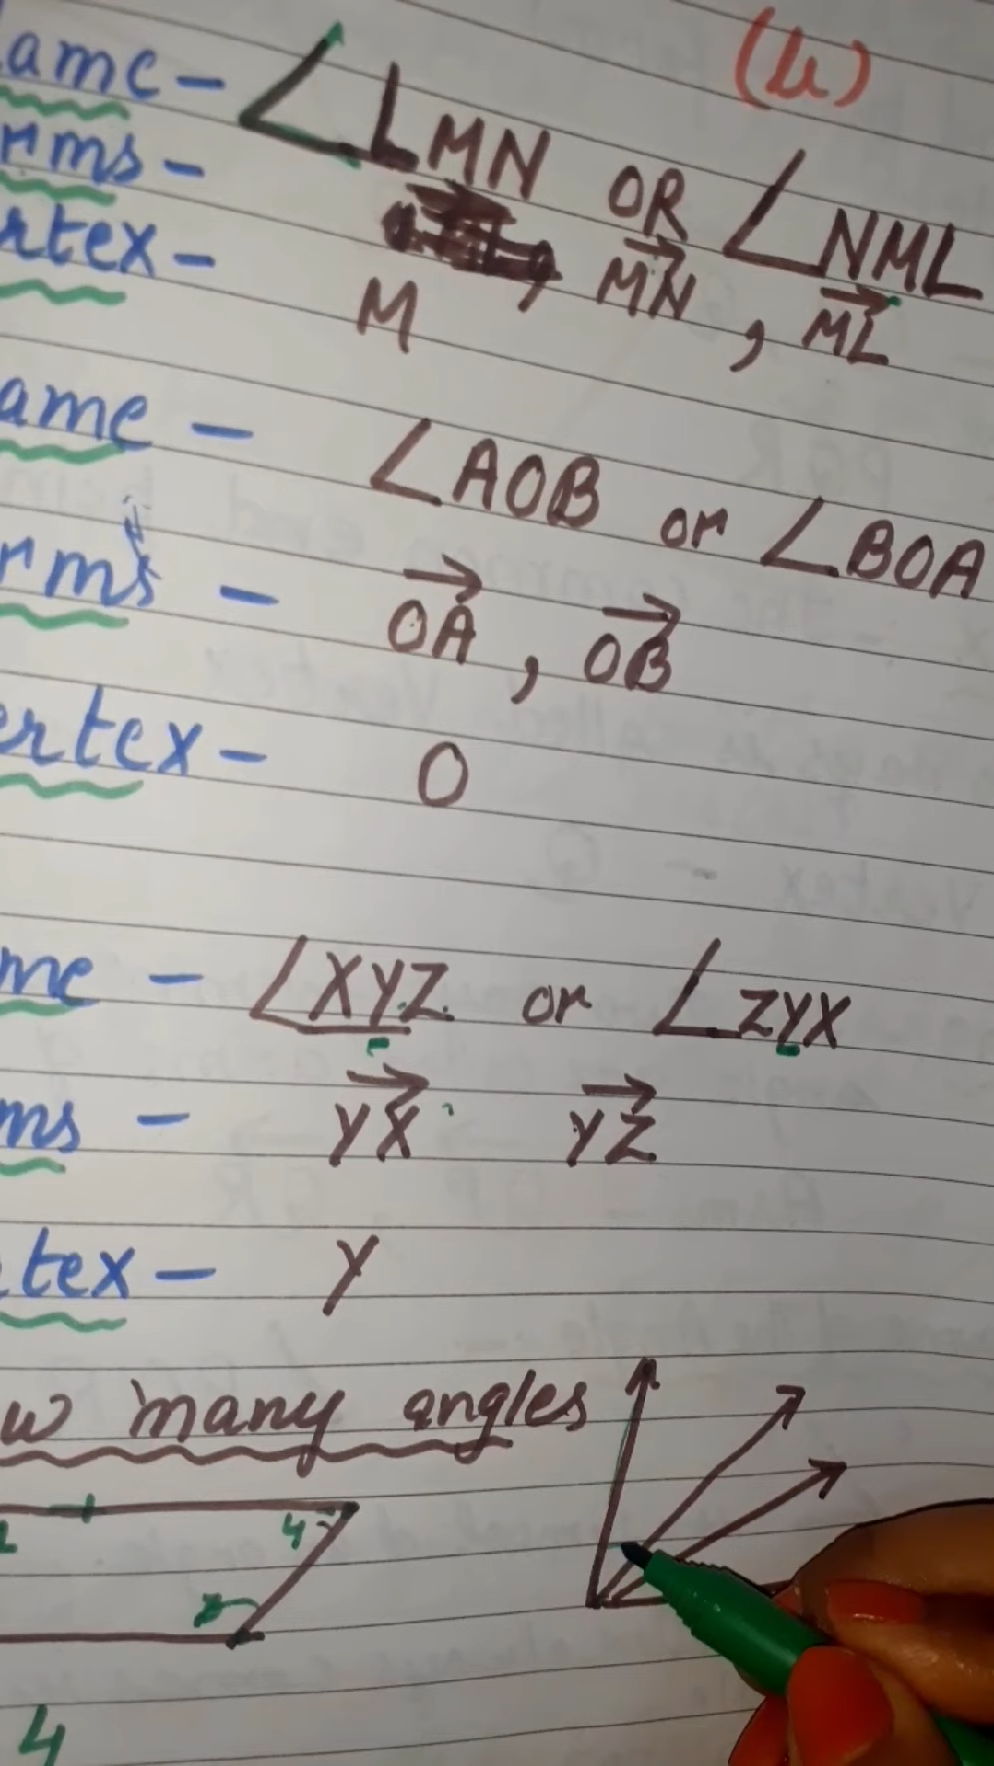 (ii)
ame - ∠LMN OR ∠NML
rms - MN, ML
rtex - M
ame - ∠AOB or ∠BOA
rms - OA, OB
ertex - O
me - ∠XYZ or ∠ZYX
ms - YX YZ
tex - Y
w many angles
4
4